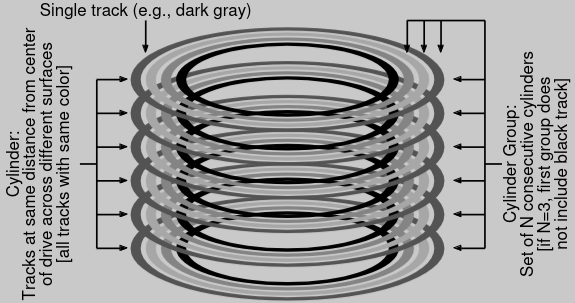 Single track (e.g., dark gray)
Cylinder:
Tracks at same distance from center
of drive across different surfaces
[all tracks with same color]
Cylinder Group:
Set of N consecutive cylinders
[if N=3, first group does
not include black track]